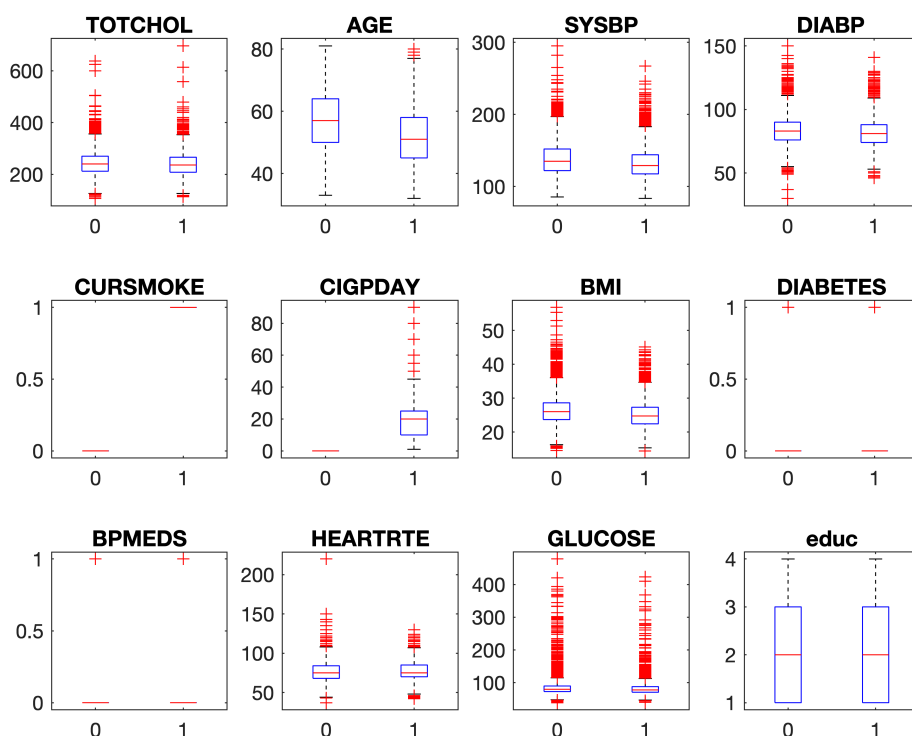 TOTCHOL AGE SYSBP DIABP
600 80 300 150
400 60 200 100
200 40 100 50
0 1 0 1 0 1 0 1
CURSMOKE CIGPDAY BMI DIABETES
1 80 50 1
0.5 60 40 0.5
0 40 30 0
20 20
0
0 1 0 1 0 1 0 1
BPMEDS HEARTRTE GLUCOSE educ
1 200 400 4
0.5 150 300 3
0 100 200 2
50 100 1
0 1 0 1 0 1 0 1